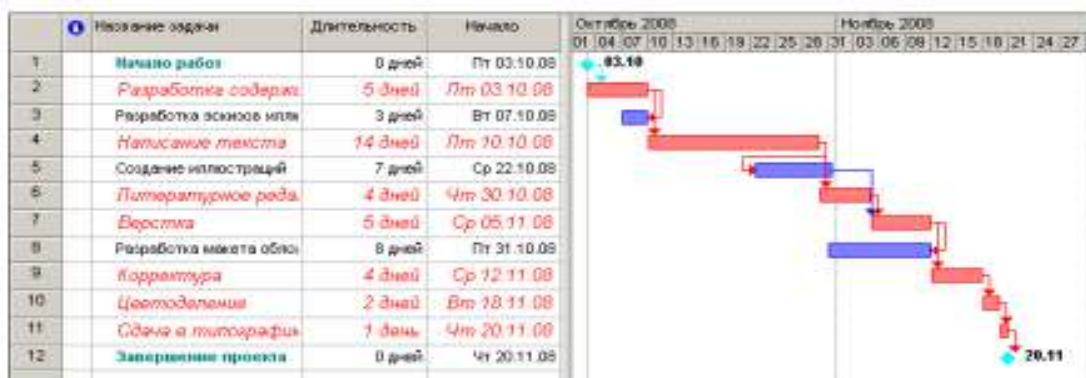 Название задачи Длительность Начало Октябрь 2008 Ноябрь 2008
01 04 07 10 13 16 19 22 25 28 31 03 06 09 12 15 18 21 24 27
1 Начало работ 0 дней Пт 03.10.08 03.10
2 Разработка содержа 5 дней Пт 03.10.08
3 Разработка эскизов иллю 3 дней Вт 07.10.08
4 Написание текста 14 дней Пт 10.10.08
5 Создание иллюстраций 7 дней Ср 22.10.08
6 Литературное реда 4 дней Чт 30.10.08
7 Верстка 5 дней Ср 05.11.08
8 Разработка макета обло 8 дней Пт 31.10.08
9 Корректура 4 дней Ср 12.11.08
10 Цветоделение 2 дней Вт 18.11.08
11 Сдача в типографию 1 день Чт 20.11.08
12 Завершение проекта 0 дней Чт 20.11.08 20.11